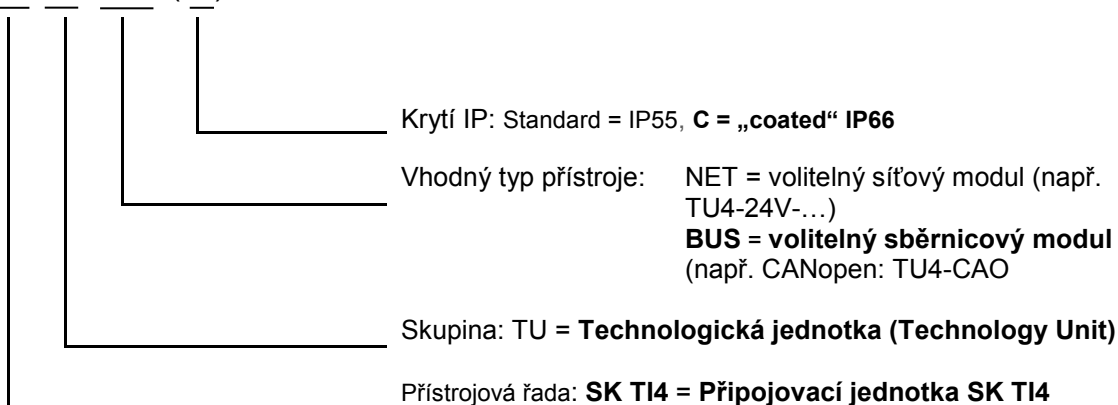 Krytí IP: Standard = IP55, C = „coated“ IP66
Vhodný typ přístroje: NET = volitelný síťový modul (např.
TU4-24V-…)
BUS = volitelný sběrnicový modul
(např. CANopen: TU4-CAO
Skupina: TU = Technologická jednotka (Technology Unit)
Přístrojová řada: SK TI4 = Připojovací jednotka SK TI4